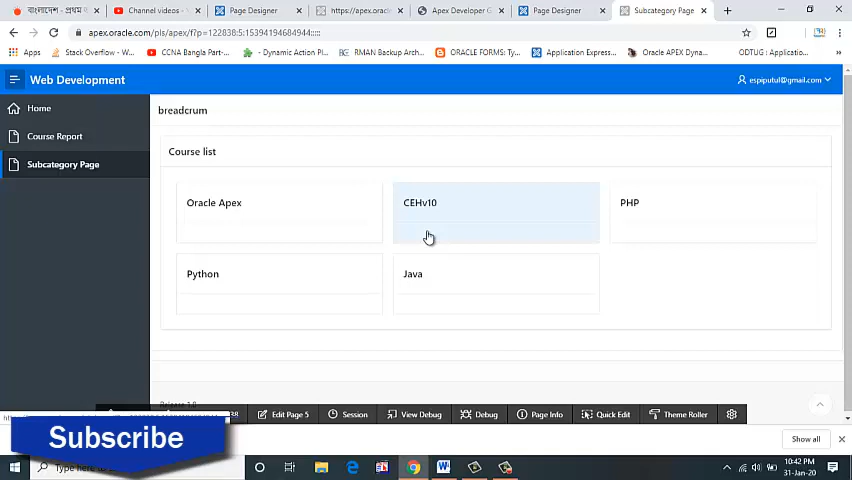 বাংলাদেশ - প্রথম
Channel videos -
Page Designer
https://apex.oracle.c
Apex Developer G
Page Designer
Subcategory Page
apex.oracle.com/pls/apex/f?p=122838:5:15394194684944:::::
Apps
Stack Overflow - W...
CCNA Bangla Part-...
- Dynamic Action Pl...
RMAN Backup Arch...
ORACLE FORMS: Ty...
Application Express...
Oracle APEX Dynam...
ODTUG : Applicatio...
Web Development
espiputul@gmail.com
Home
Course Report
Subcategory Page
breadcrum
Course list
Oracle Apex
CEHv10
PHP
Python
Java
Release 1.0
Edit Page 5
Session
View Debug
Debug
Page Info
Quick Edit
Theme Roller
Subscribe
Show all
Type here to
10:42 PM
31-Jan-20